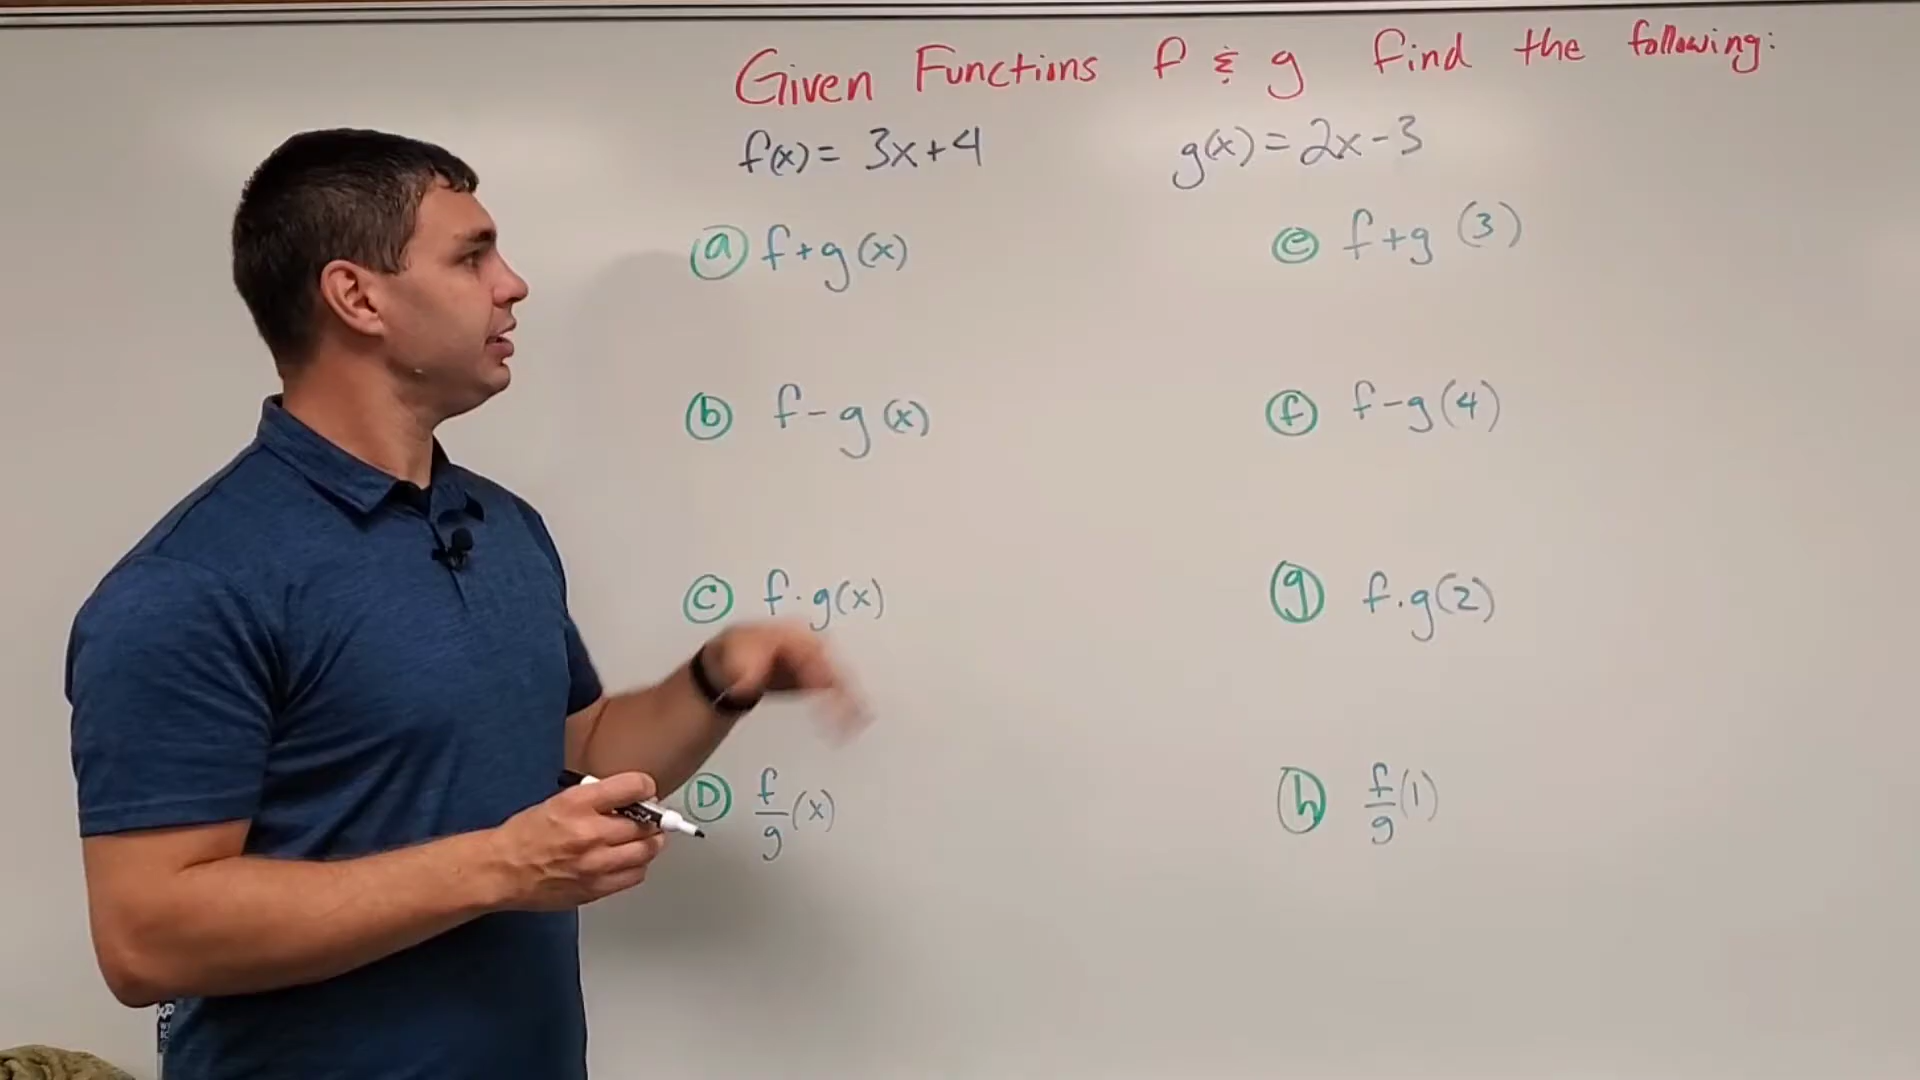 Given Functions f & g find the following:
f(x) = 3x+4
g(x) = 2x-3
a f+g(x)
b f-g(x)
c f·g(x)
D f/g(x)
e f+g (3)
f f-g(4)
g f·g(2)
h f/g(1)